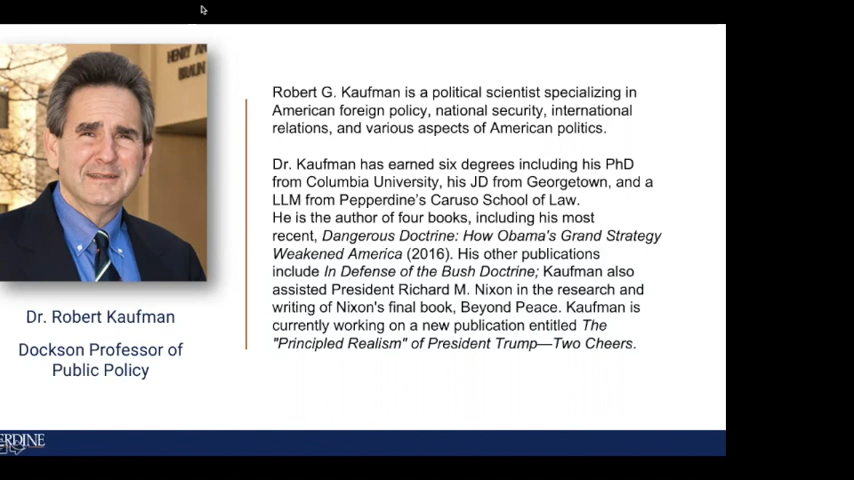 HENRY AN
BRAUN
Robert G. Kaufman is a political scientist specializing in
American foreign policy, national security, international
relations, and various aspects of American politics.
Dr. Kaufman has earned six degrees including his PhD
from Columbia University, his JD from Georgetown, and a
LLM from Pepperdine's Caruso School of Law.
He is the author of four books, including his most
recent, Dangerous Doctrine: How Obama's Grand Strategy
Weakened America (2016). His other publications
include In Defense of the Bush Doctrine; Kaufman also
assisted President Richard M. Nixon in the research and
writing of Nixon's final book, Beyond Peace. Kaufman is
currently working on a new publication entitled The
"Principled Realism" of President Trump—Two Cheers.
Dr. Robert Kaufman
Dockson Professor of
Public Policy
ERDINE